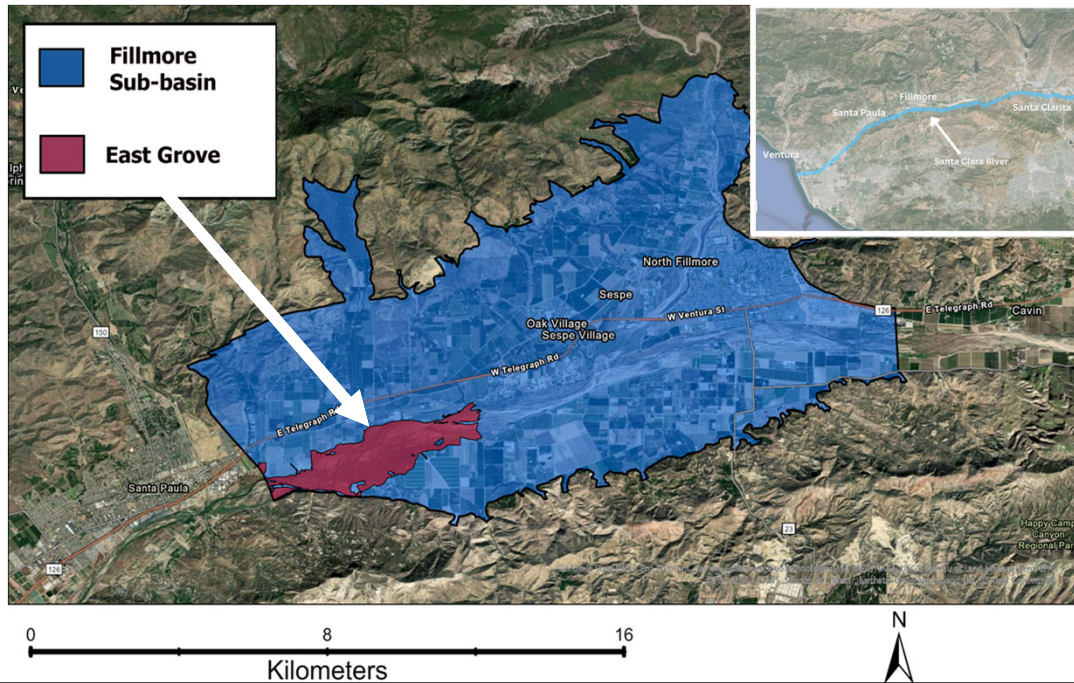 Fillmore
Sub-basin
East Grove
Fillmore
Santa Paula
Santa Clarita
Ventura
Santa Clara River
North Fillmore
Sespe
W Ventura St
Oak Village
Sespe Village
126
E Telegraph Rd
Cavin
150
W Telegraph Rd
E Telegraph R
Santa Paula
126
23
Happy Camp
Canyon
Regional Par
0
8
16
Kilometers
N